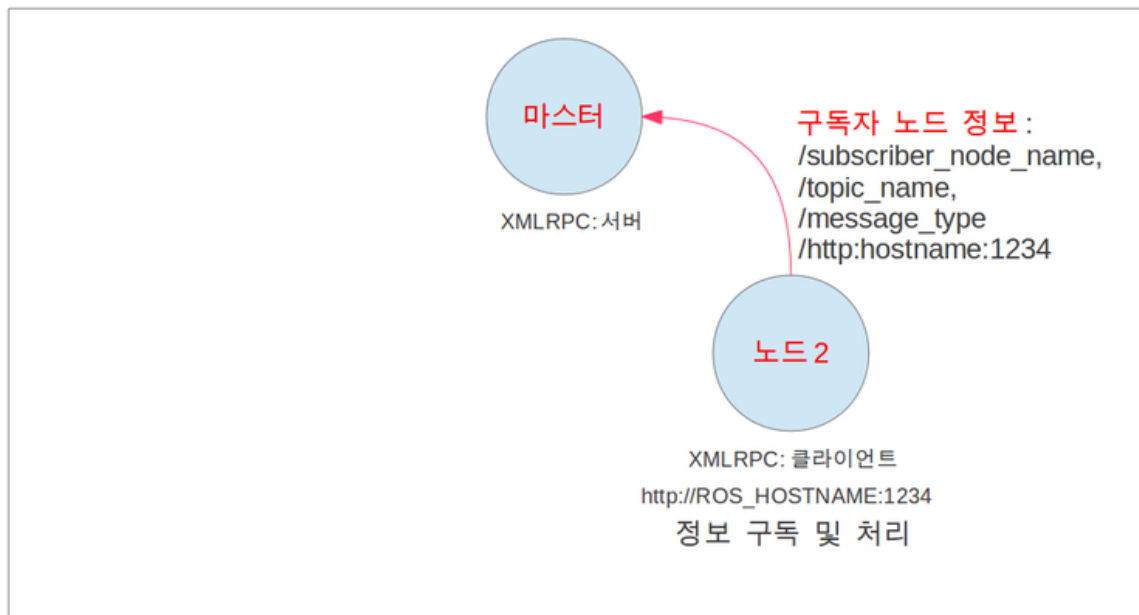 마스터
XMLRPC: 서버
구독자 노드 정보 :
/subscriber_node_name,
/topic_name,
/message_type
/http:hostname:1234
노드 2
XMLRPC: 클라이언트
http://ROS_HOSTNAME:1234
정보 구독 및 처리